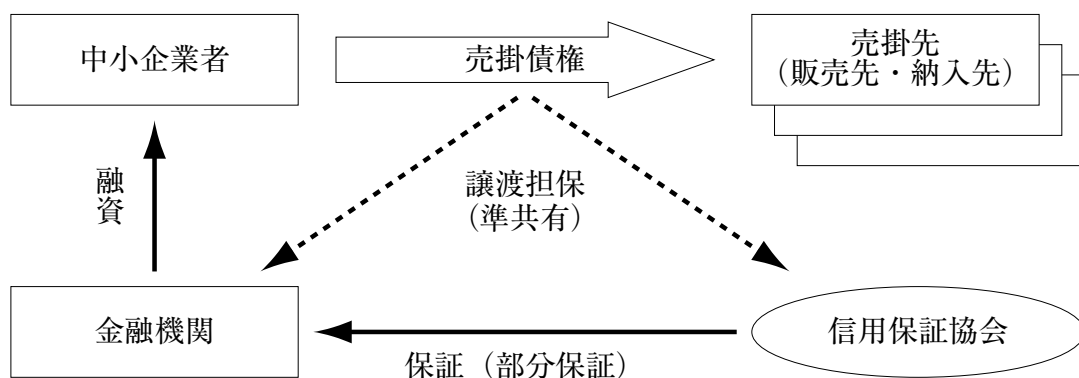 中小企業者
売掛債権
売掛先
（販売先・納入先）
融資
譲渡担保
（準共有）
金融機関
信用保証協会
保証（部分保証）